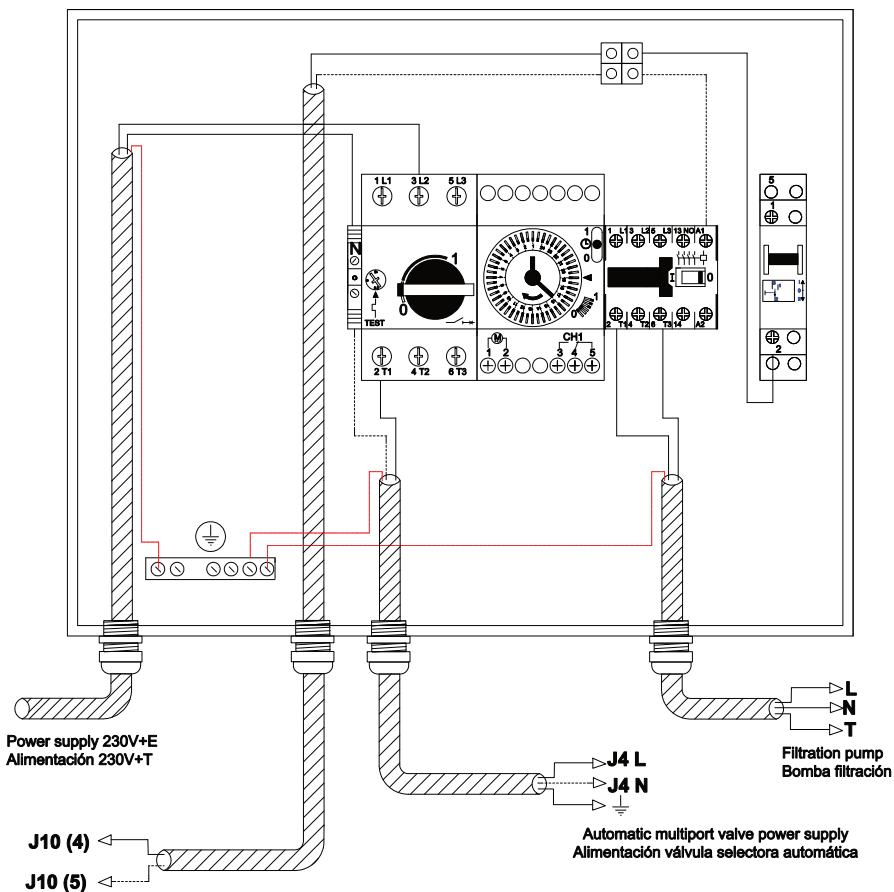 1 L1 3 L2 5 L3
N
1
0
TEST
2 T1 4 T2 6 T3
1
0
0 1
M
CH1
1 2 3 4 5
1 L1 3 L2 5 L3 13 NO A1
I 0
2 T1 4 T2 6 T3 14 A2
5
1
2
Power supply 230V+E
Alimentación 230V+T
L
N
T
Filtration pump
Bomba filtración
J4 L
J4 N
Automatic multiport valve power supply
Alimentación válvula selectora automática
J10 (4)
J10 (5)